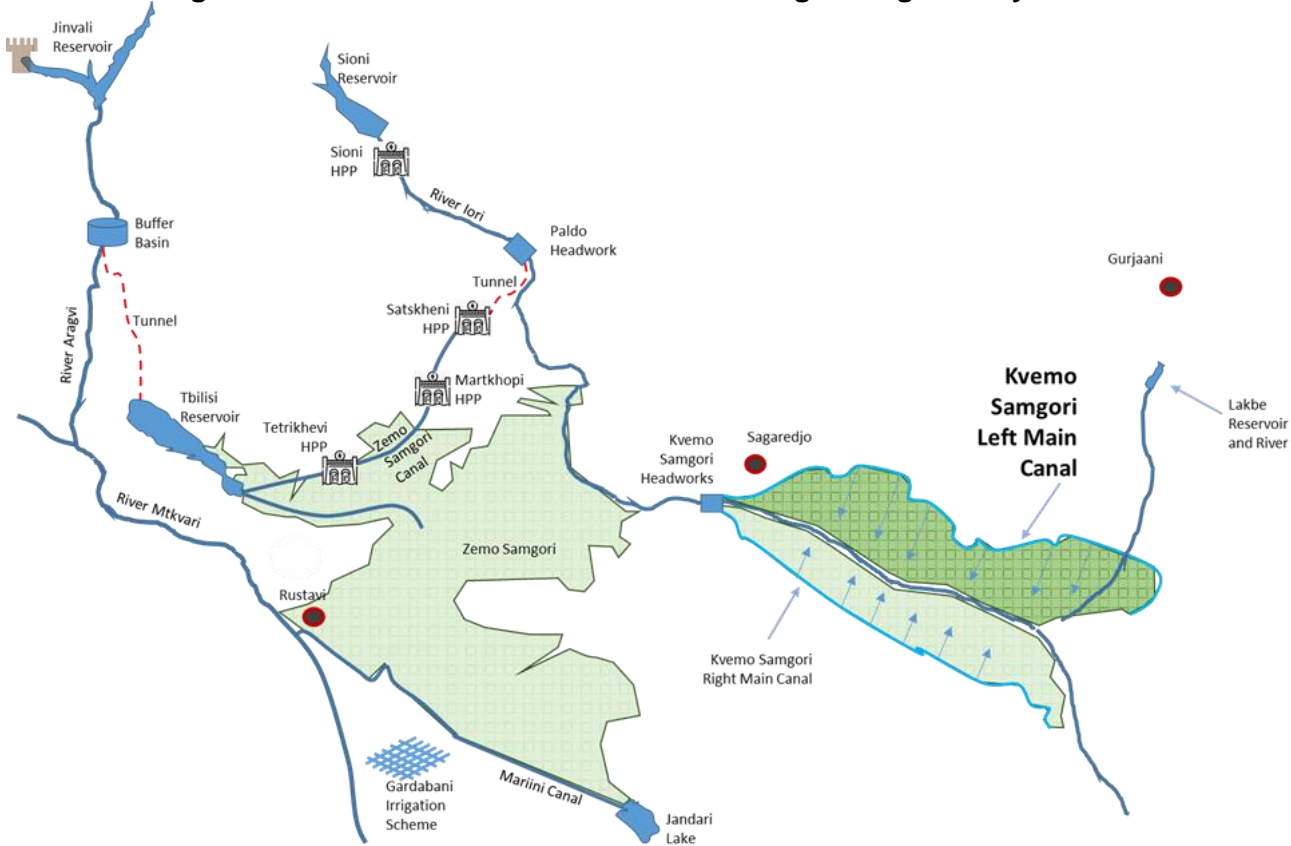 Jinvali
Reservoir
Sioni
Reservoir
Sioni
HPP
River Iori
Buffer
Basin
Paldo
Headwork
Gurjaani
Tunnel
Satskheni
HPP
Tunnel
River Aragvi
Martkhopi
HPP
Kvemo
Samgori
Left Main
Canal
Tbilisi
Reservoir
Lakbe
Reservoir
and River
Tetrikhevi
HPP
Zemo
Samgori
Canal
Kvemo
Samgori
Headworks
Sagaredjo
River Mtkvari
Zemo Samgori
Rustavi
Kvemo Samgori
Right Main Canal
Mariini Canal
Gardabani
Irrigation
Scheme
Jandari
Lake